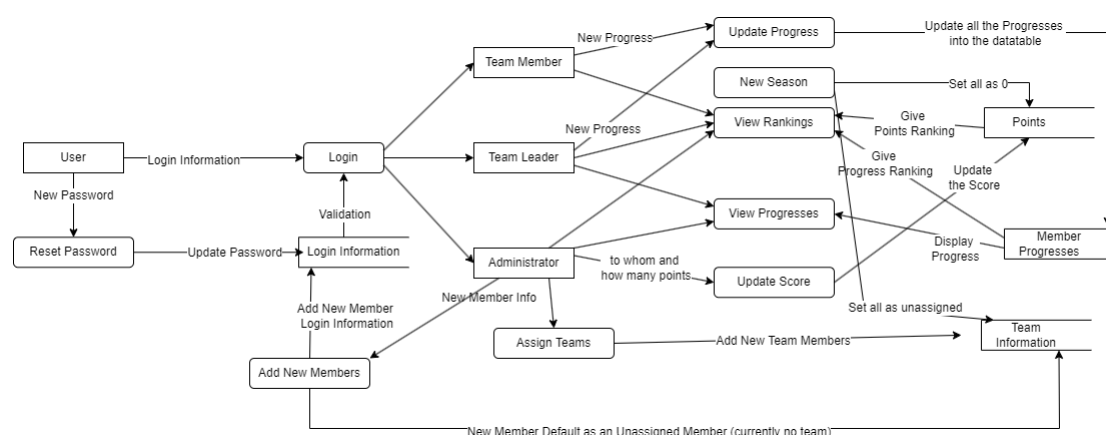 New Progress
Update Progress
Update all the Progresses
into the datatable
Team Member
New Season
Set all as 0
New Progress
View Rankings
Give
Points Ranking
Points
User
Login Information
Login
Team Leader
Give
Progress Ranking
Update
the Score
New Password
Validation
View Progresses
Reset Password
Update Password
Login Information
Administrator
to whom and
how many points
Display
Progress
Member
Progresses
Update Score
New Member Info
Add New Member
Login Information
Set all as unassigned
Team
Information
Assign Teams
Add New Team Members
Add New Members
New Member Default as an Unassigned Member (currently no team)